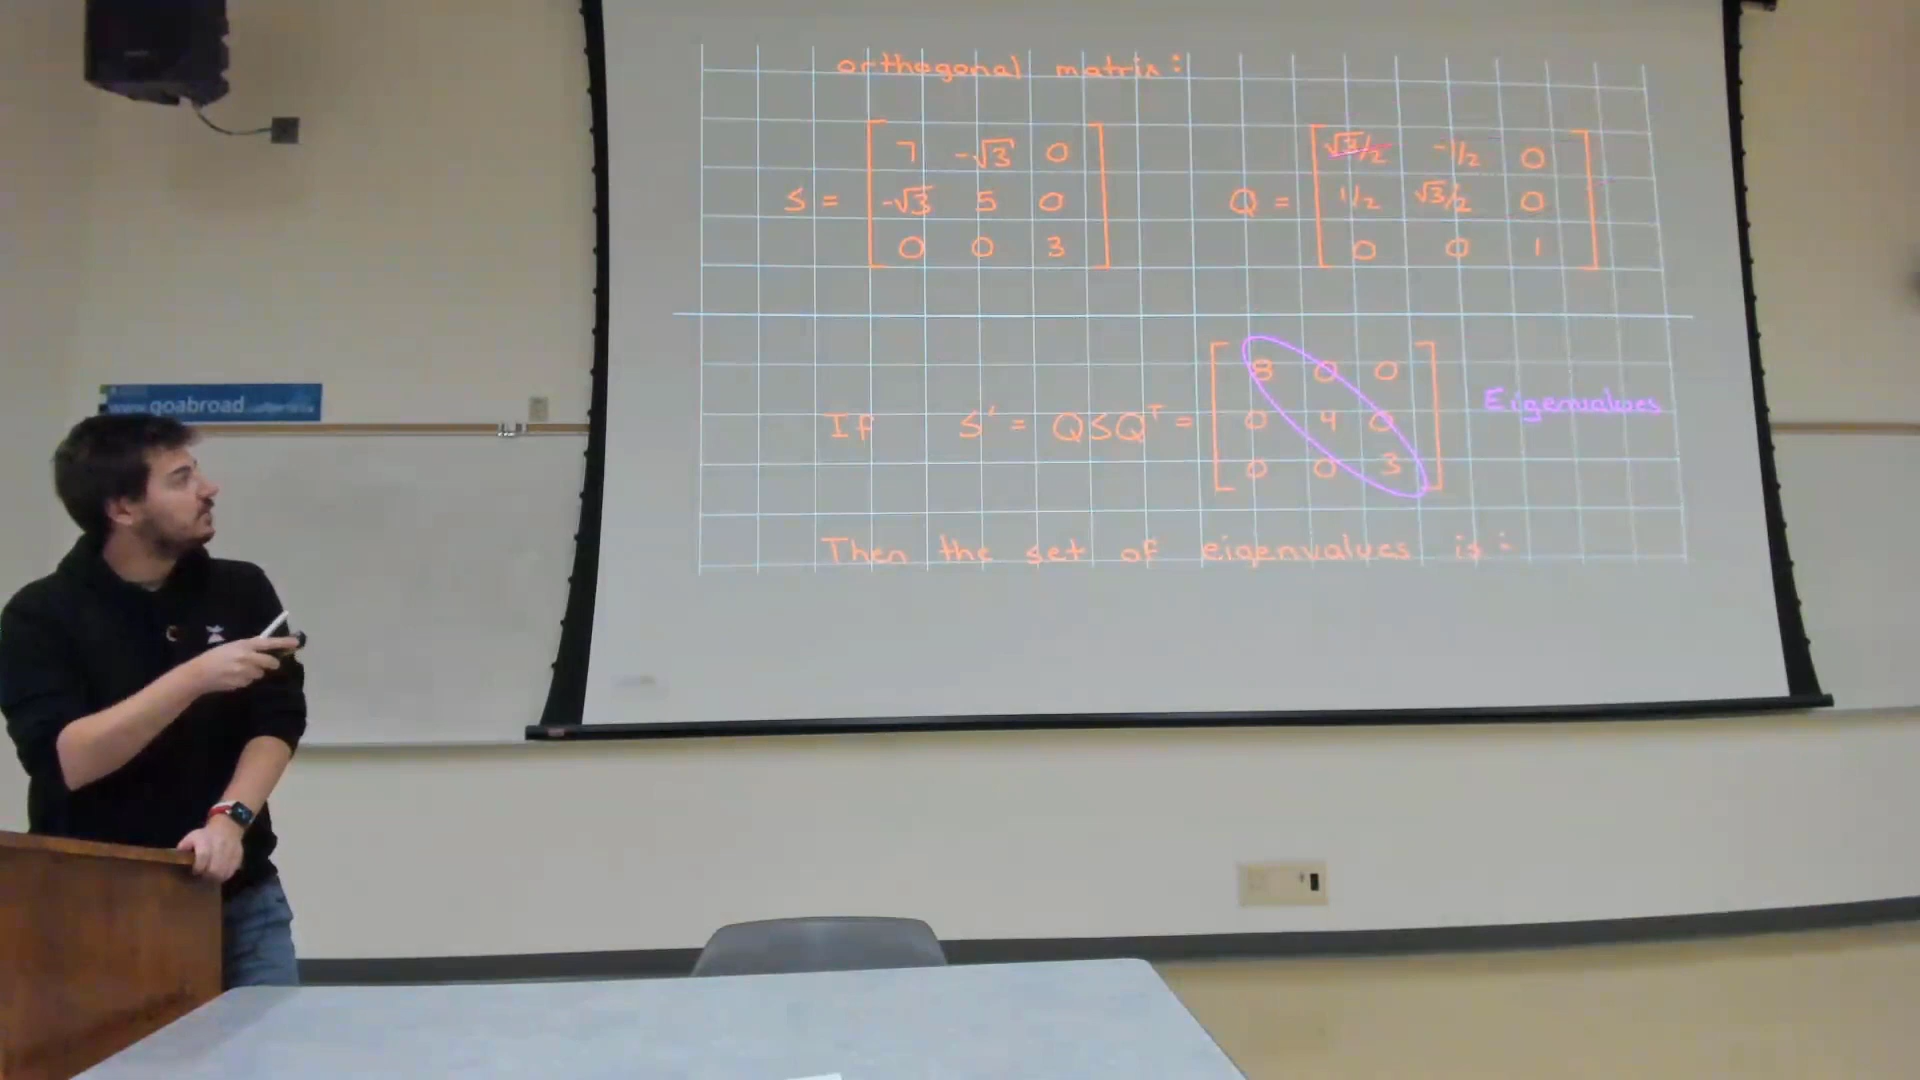 orthogonal matrix:
S = [ 7 -√3 0
-√3 5 0
0 0 3 ]
Q = [ √3/2 -1/2 0
1/2 √3/2 0
0 0 1 ]
If S' = QSQᵀ = [ 8 0 0
0 4 0
0 0 3 ]
Eigenvalues
Then the set of eigenvalues is:
www.goabroad